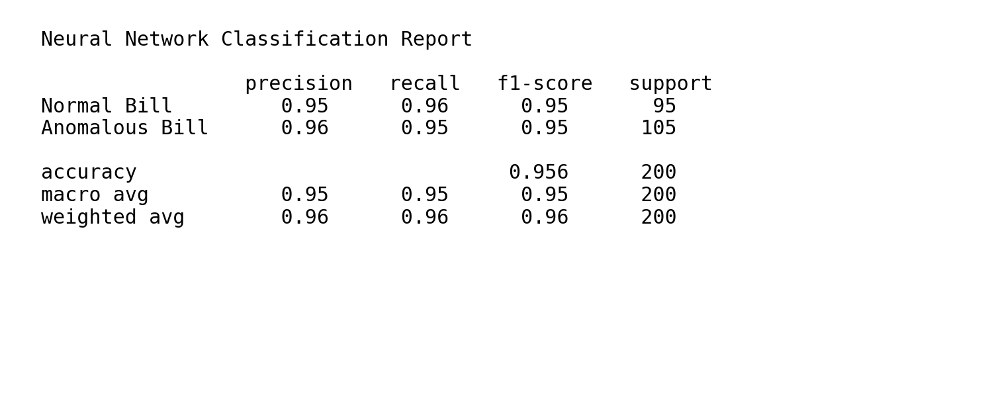 Neural Network Classification Report
precision recall f1-score support
Normal Bill 0.95 0.96 0.95 95
Anomalous Bill 0.96 0.95 0.95 105
accuracy 0.956 200
macro avg 0.95 0.95 0.95 200
weighted avg 0.96 0.96 0.96 200